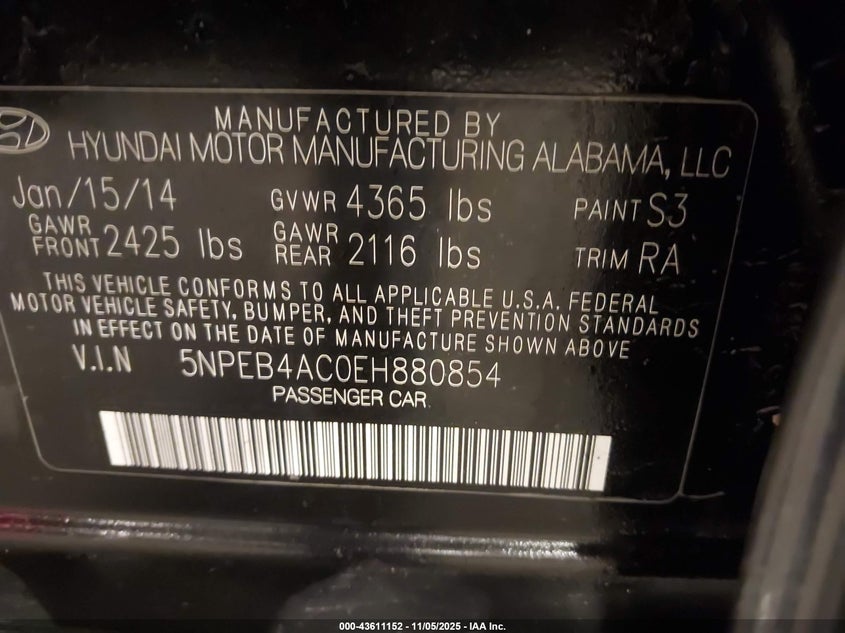 MANUFACTURED BY
HYUNDAI MOTOR MANUFACTURING ALABAMA, LLC
Jan/15/14 GVWR 4365 lbs PAINT S3
GAWR FRONT 2425 lbs GAWR REAR 2116 lbs TRIM RA
THIS VEHICLE CONFORMS TO ALL APPLICABLE U.S.A. FEDERAL
MOTOR VEHICLE SAFETY, BUMPER, AND THEFT PREVENTION STANDARDS
IN EFFECT ON THE DATE OF MANUFACTURE SHOWN ABOVE
V.I.N 5NPEB4AC0EH880854
PASSENGER CAR
000-43611152 - 11/05/2025 - IAA Inc.